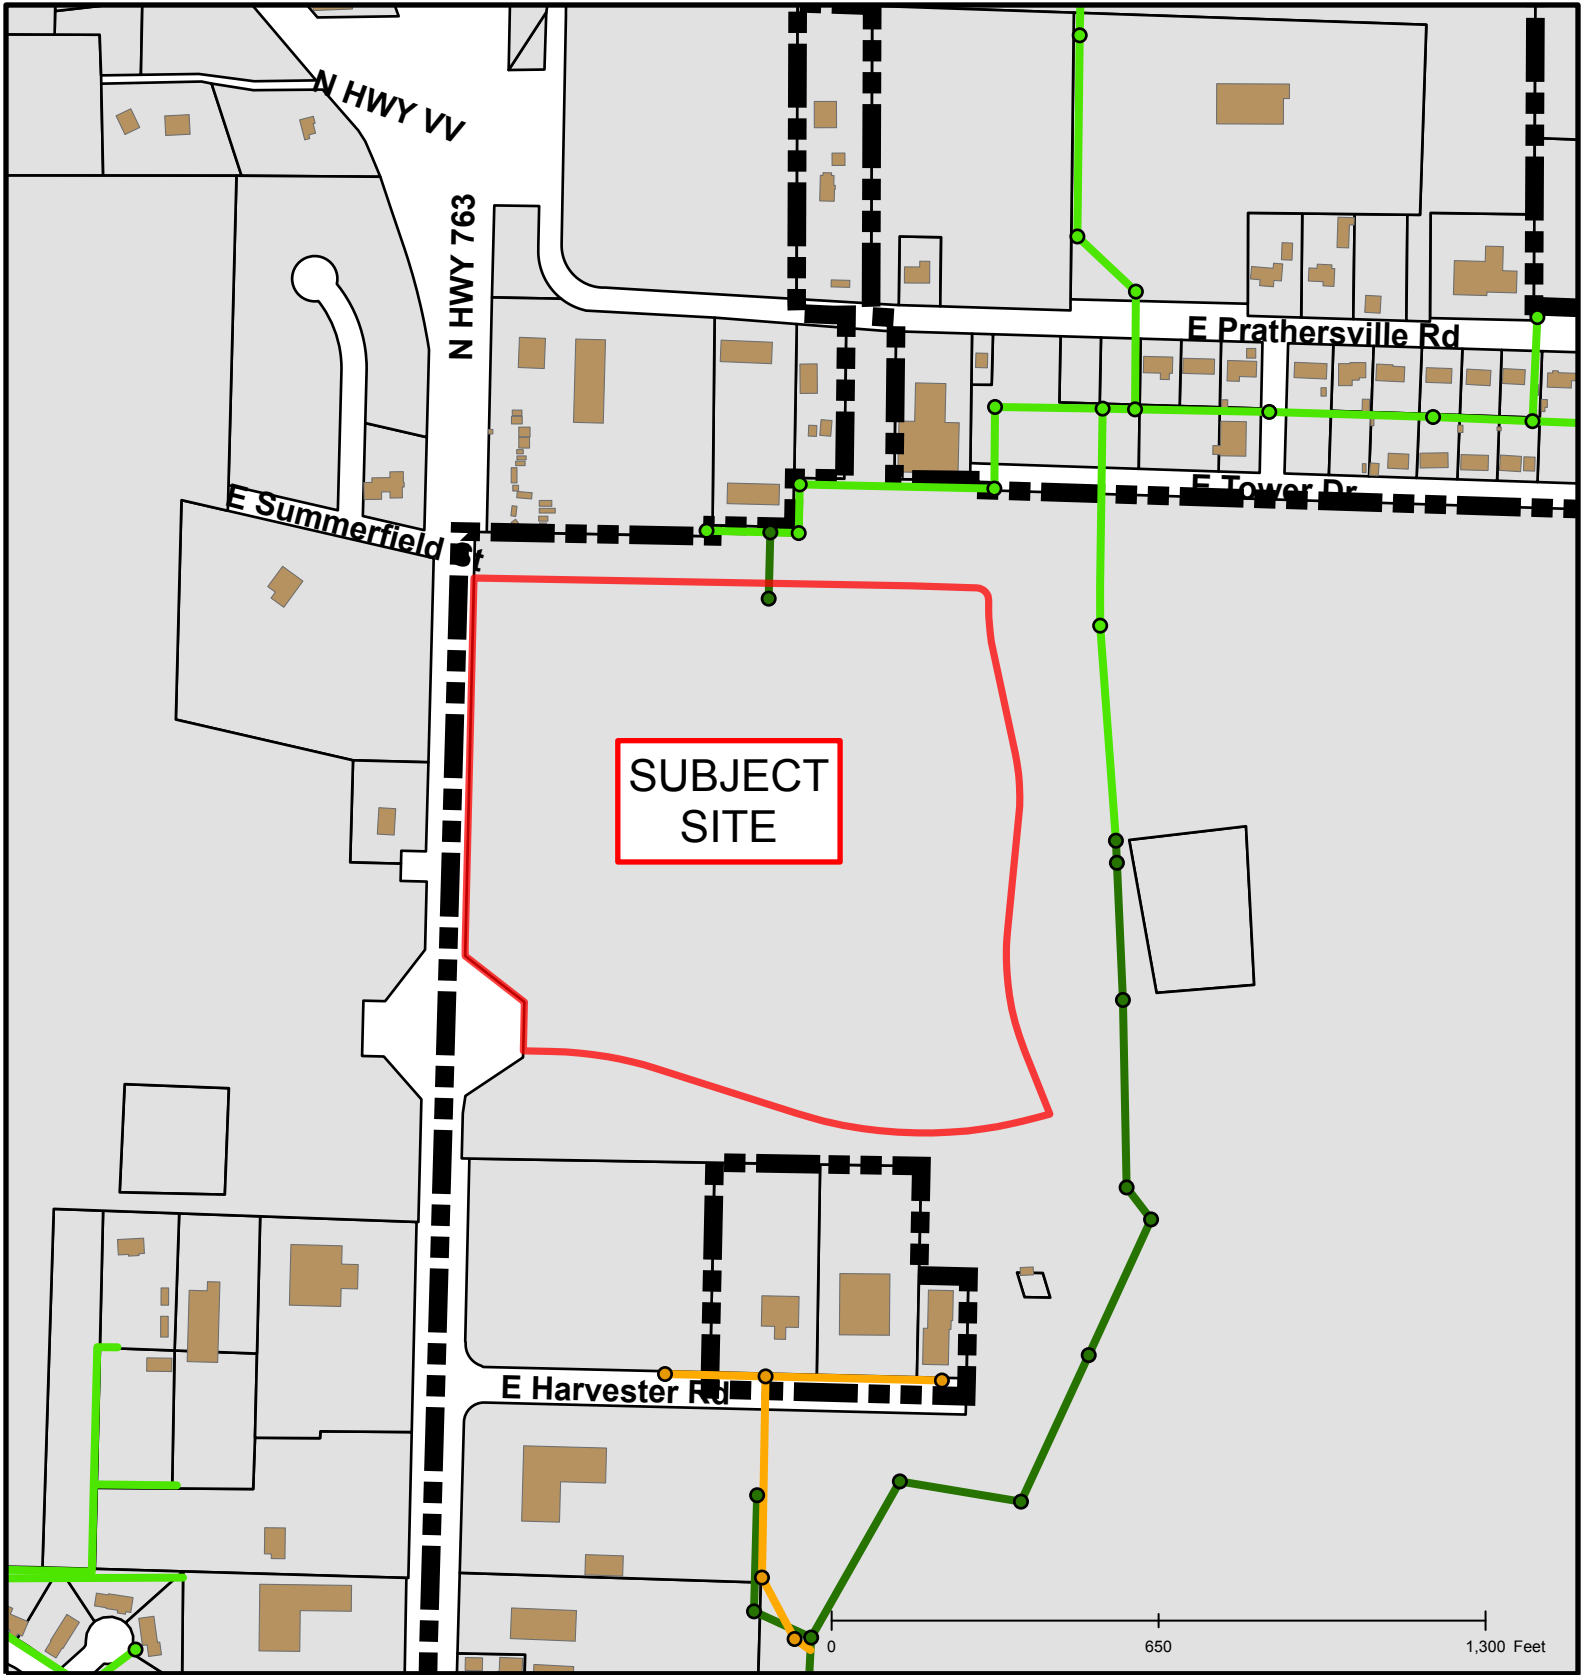 N HWY VV
N HWY 763
E Prathersville Rd
E Tower Dr
E Summerfield St
SUBJECT
SITE
E Harvester Rd
0 650 1,300 Feet